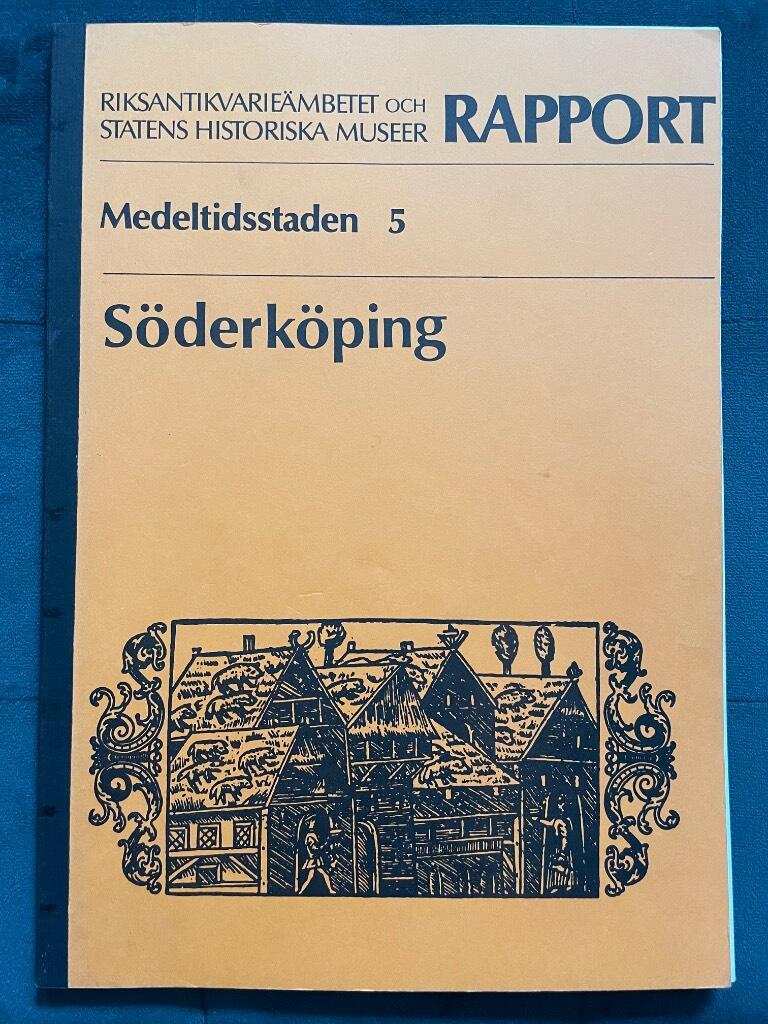 RIKSANTIKVARIEÄMBETET OCH
STATENS HISTORISKA MUSEER RAPPORT
Medeltidsstaden 5
Söderköping